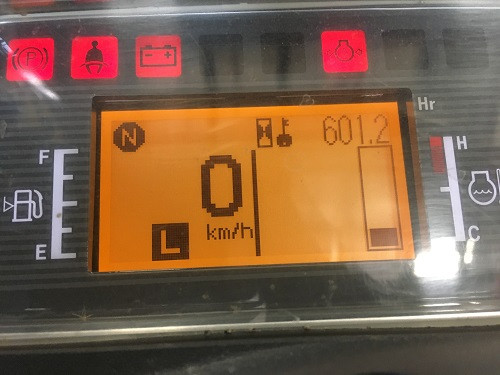 (P)
- +
Hr
N 601.2
F H
0
km/h
L
E C